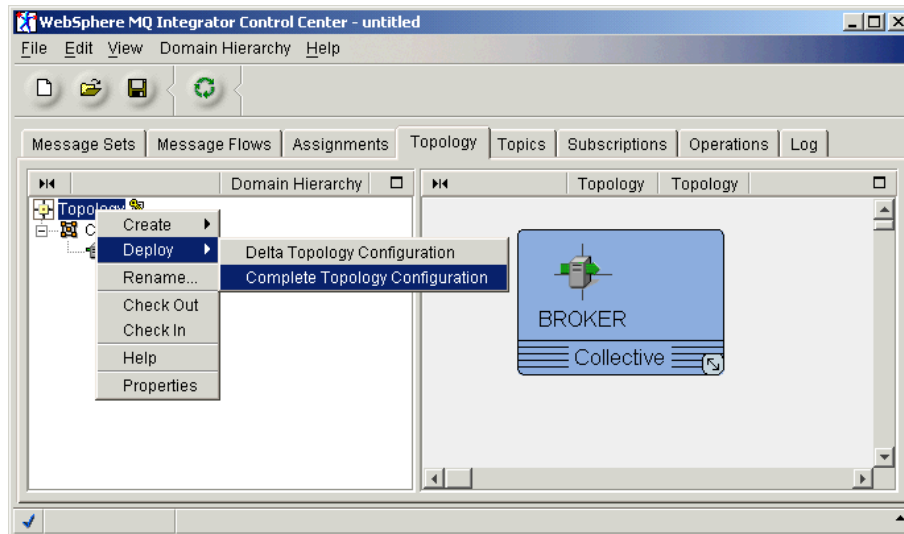 WebSphere MQ Integrator Control Center - untitled
File Edit View Domain Hierarchy Help
Message Sets Message Flows Assignments Topology Topics Subscriptions Operations Log
Domain Hierarchy Topology Topology
Topology
C
Create
Deploy Delta Topology Configuration
Rename... Complete Topology Configuration
Check Out
Check In
Help
Properties
BROKER
Collective